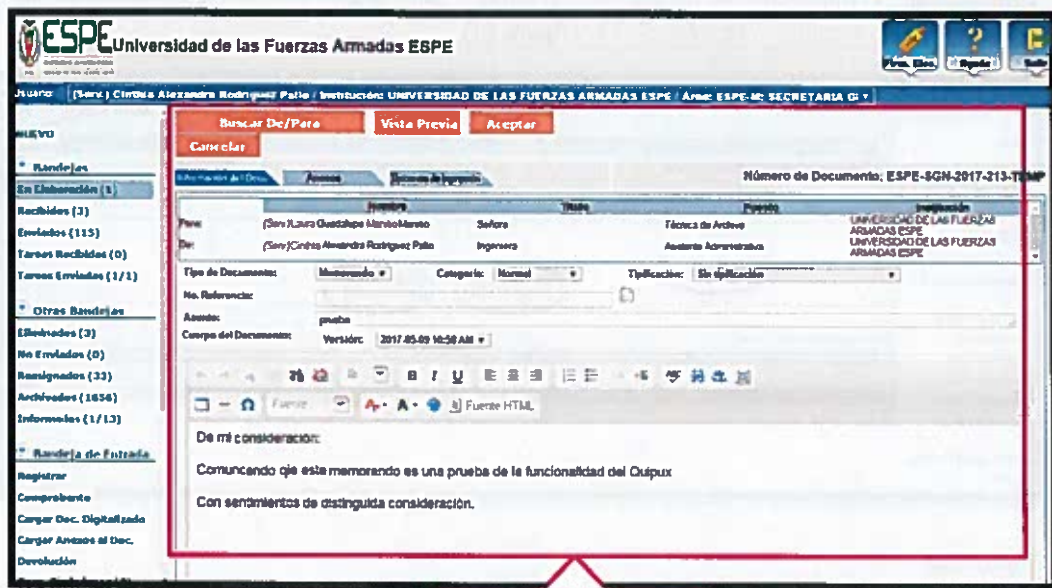 ESPE Universidad de las Fuerzas Armadas ESPE
Firm. Elec. Ayuda
Usuario: (Serv.) Cinthia Alexandra Rodriguez Palio / Institución: UNIVERSIDAD DE LAS FUERZAS ARMADAS ESPE / Área: ESPE-M: SECRETARIA G
NUEVO
Bandejas
En Elaboración (1)
Recibidos (3)
Enviados (115)
Tareas Recibidas (0)
Tareas Enviadas (1/1)
Otras Bandejas
Eliminados (3)
No Enviados (0)
Reasignados (33)
Archivados (1656)
Informados (1/13)
Bandeja de Entrada
Registrar
Comprobante
Cargar Doc. Digitalizado
Cargar Anexos al Doc.
Devolución
Buscar De/Para Vista Previa Aceptar
Cancelar
Anexos
Número de Documento: ESPE-SGN-2017-213-TEMP
Nombre Título Puesto Institución
Para: (Serv.)Laura Guadalupe Señora Técnica de Archivo UNIVERSIDAD DE LAS FUERZAS ARMADAS ESPE
De: (Serv.)Cinthia Alexandra Rodriguez Palio Ingeniera Asistente Administrativa UNIVERSIDAD DE LAS FUERZAS ARMADAS ESPE
Tipo de Documento: Memorando Categoría: Normal Tipificación: Sin tipificación
No. Referencia:
Asunto: prueba
Cuerpo del Documento: Versión: 2017-05-09 10:58 AM
B I U
Fuente A A Fuente HTML
De mi consideración:
Comuncando qie este memorando es una prueba de la funcionalidad del Quipux
Con sentimientos de distinguida consideración.